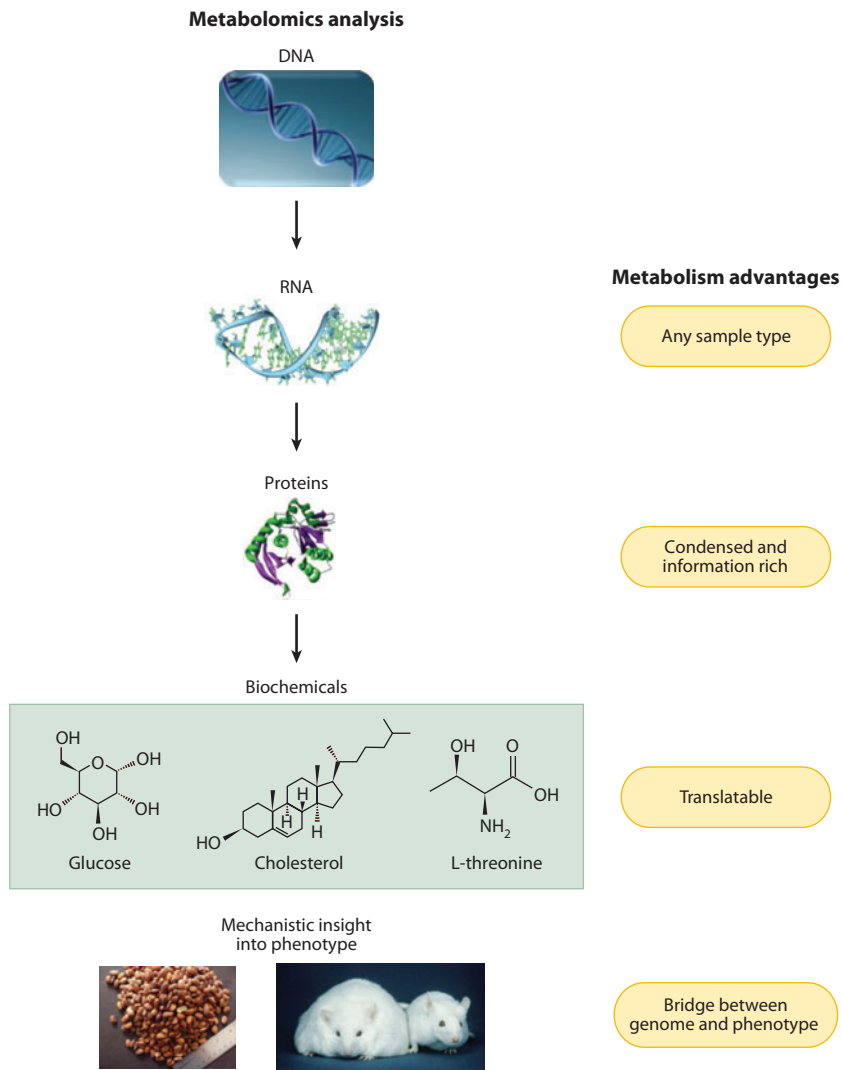 Metabolomics analysis
DNA
RNA
Metabolism advantages
Any sample type
Proteins
Condensed and
information rich
Biochemicals
OH
O
OH
HO
OH
OH
Glucose
H
H
H
HO
Cholesterol
OH
O
OH
NH2
L-threonine
Translatable
Mechanistic insight
into phenotype
Bridge between
genome and phenotype